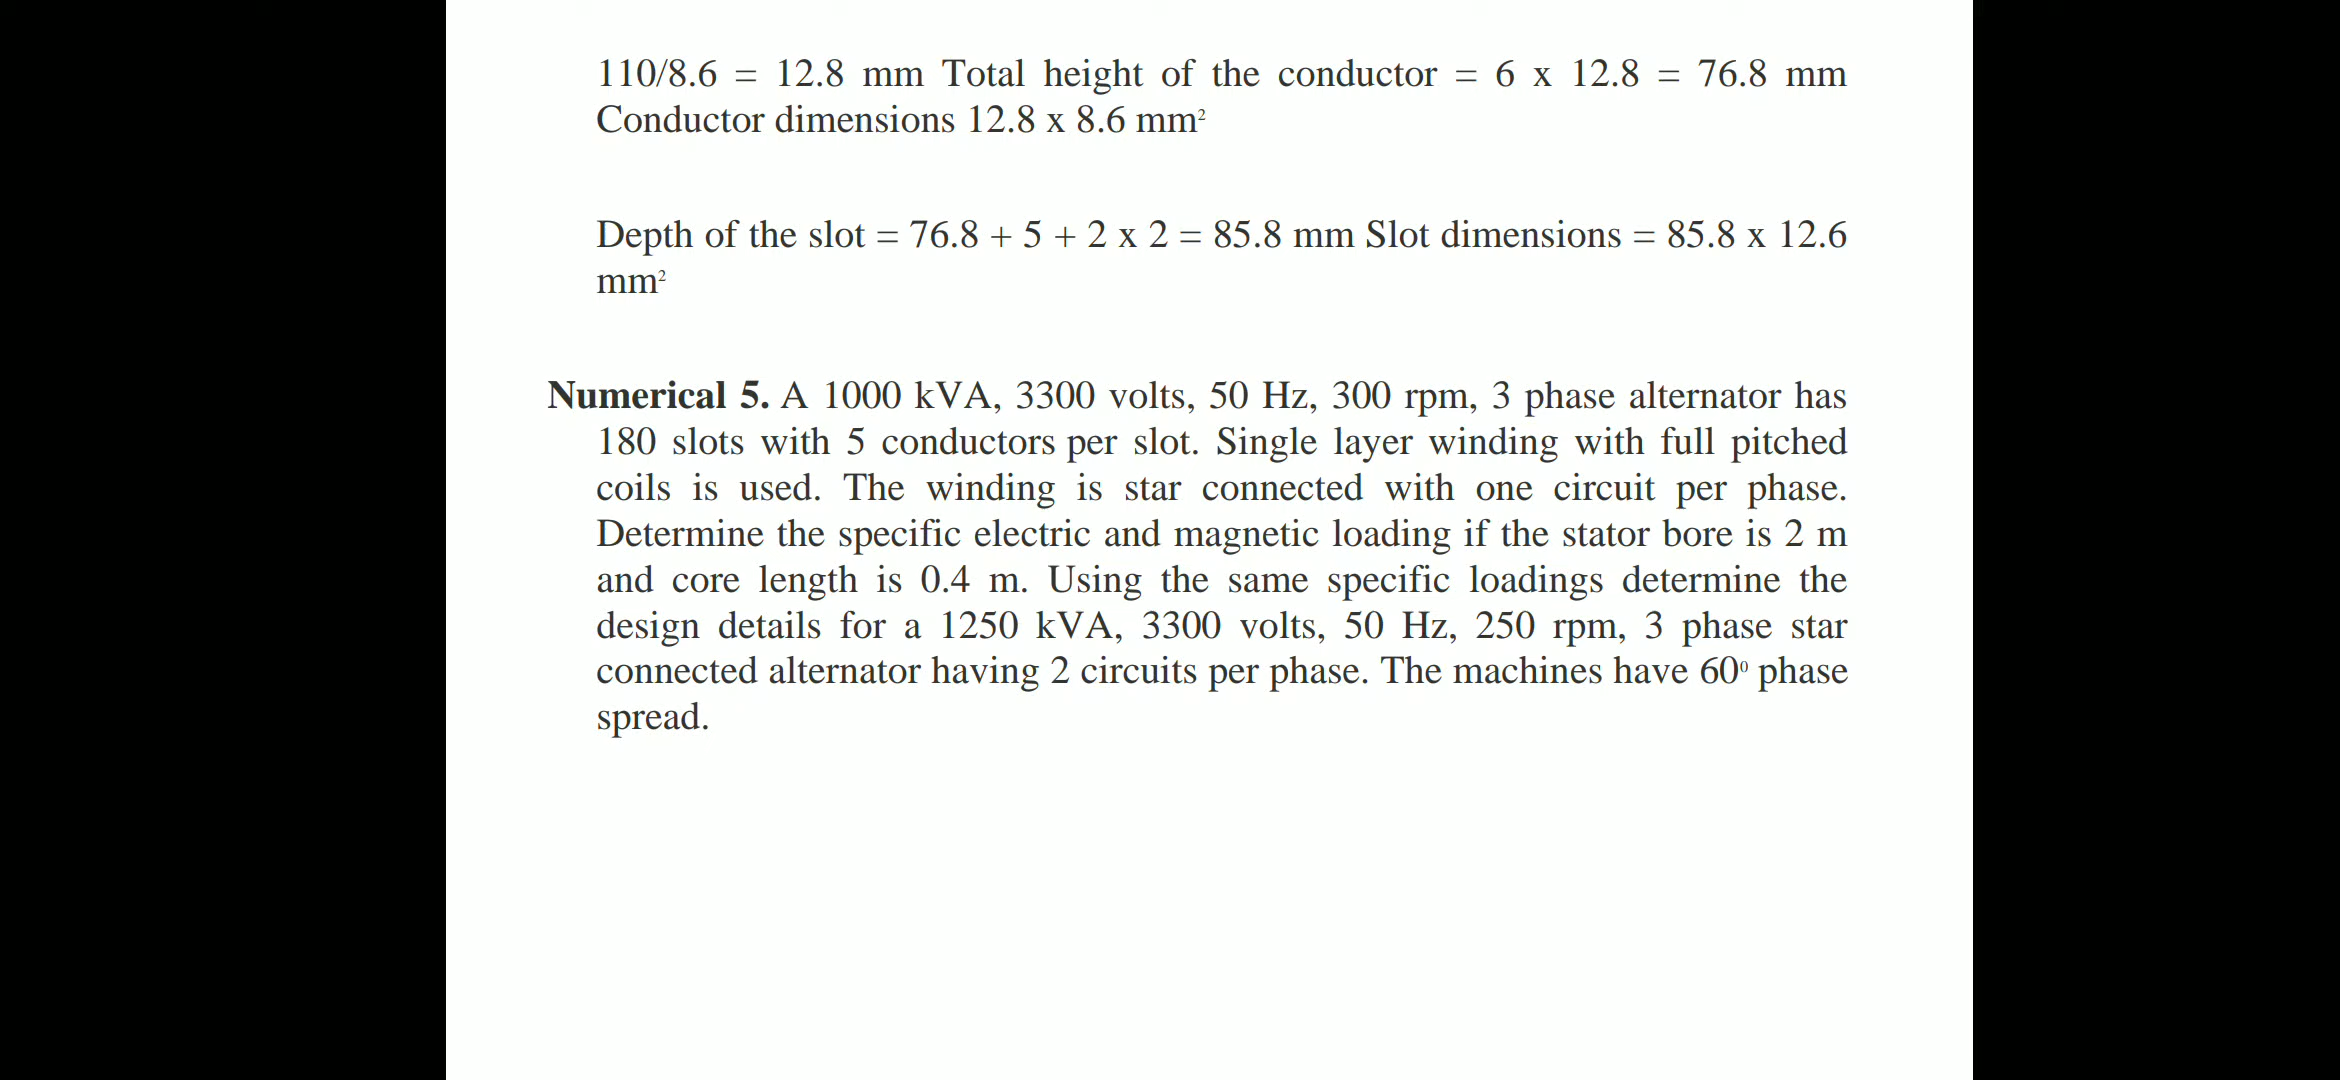 110/8.6 = 12.8 mm Total height of the conductor = 6 x 12.8 = 76.8 mm
Conductor dimensions 12.8 x 8.6 mm²
Depth of the slot = 76.8 + 5 + 2 x 2 = 85.8 mm Slot dimensions = 85.8 x 12.6
mm²
Numerical 5. A 1000 kVA, 3300 volts, 50 Hz, 300 rpm, 3 phase alternator has
180 slots with 5 conductors per slot. Single layer winding with full pitched
coils is used. The winding is star connected with one circuit per phase.
Determine the specific electric and magnetic loading if the stator bore is 2 m
and core length is 0.4 m. Using the same specific loadings determine the
design details for a 1250 kVA, 3300 volts, 50 Hz, 250 rpm, 3 phase star
connected alternator having 2 circuits per phase. The machines have 60⁰ phase
spread.